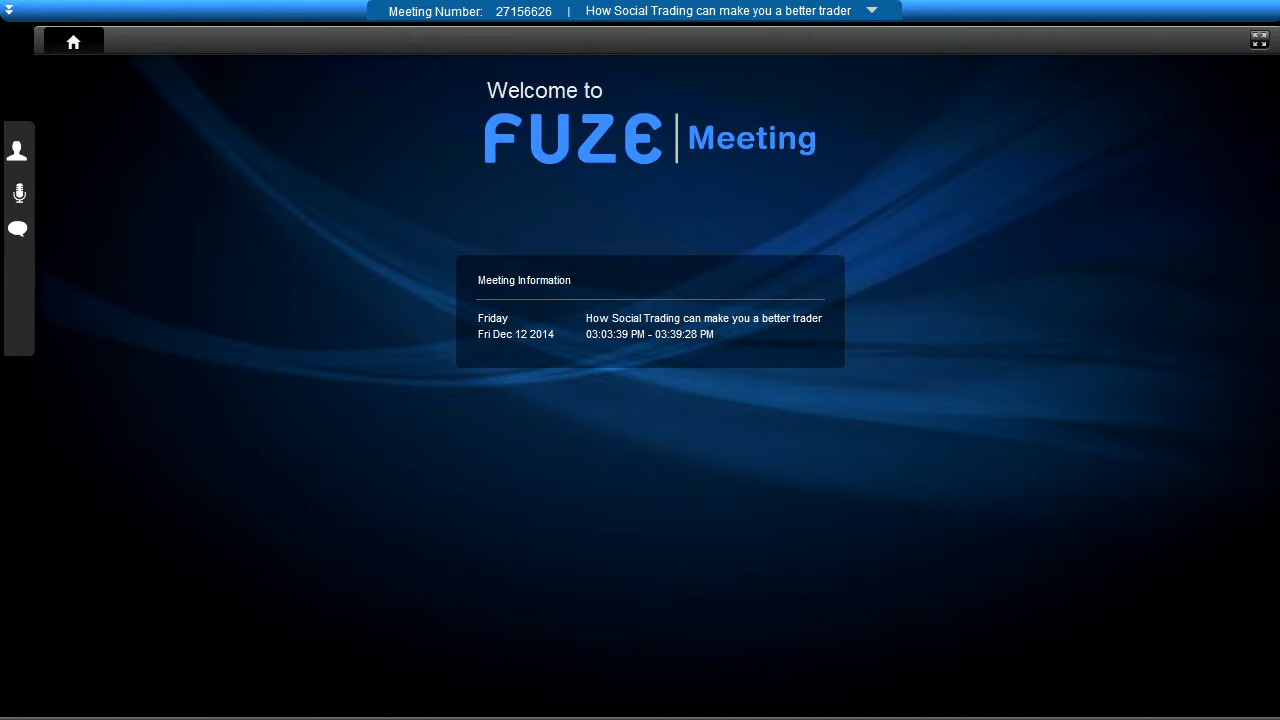 Meeting Number: 27156626 | How Social Trading can make you a better trader
Welcome to
FUZE | Meeting
Meeting Information
Friday How Social Trading can make you a better trader
Fri Dec 12 2014 03:03:39 PM - 03:39:28 PM